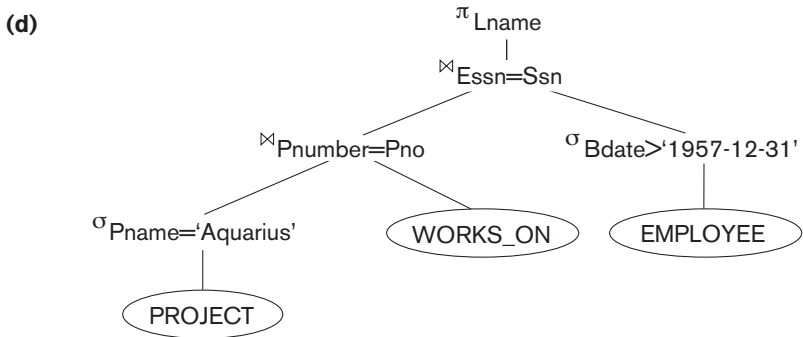 (d)
π Lname
⋈ Essn=Ssn
⋈ Pnumber=Pno
σ Bdate>‘1957-12-31’
σ Pname=‘Aquarius’
WORKS_ON
EMPLOYEE
PROJECT